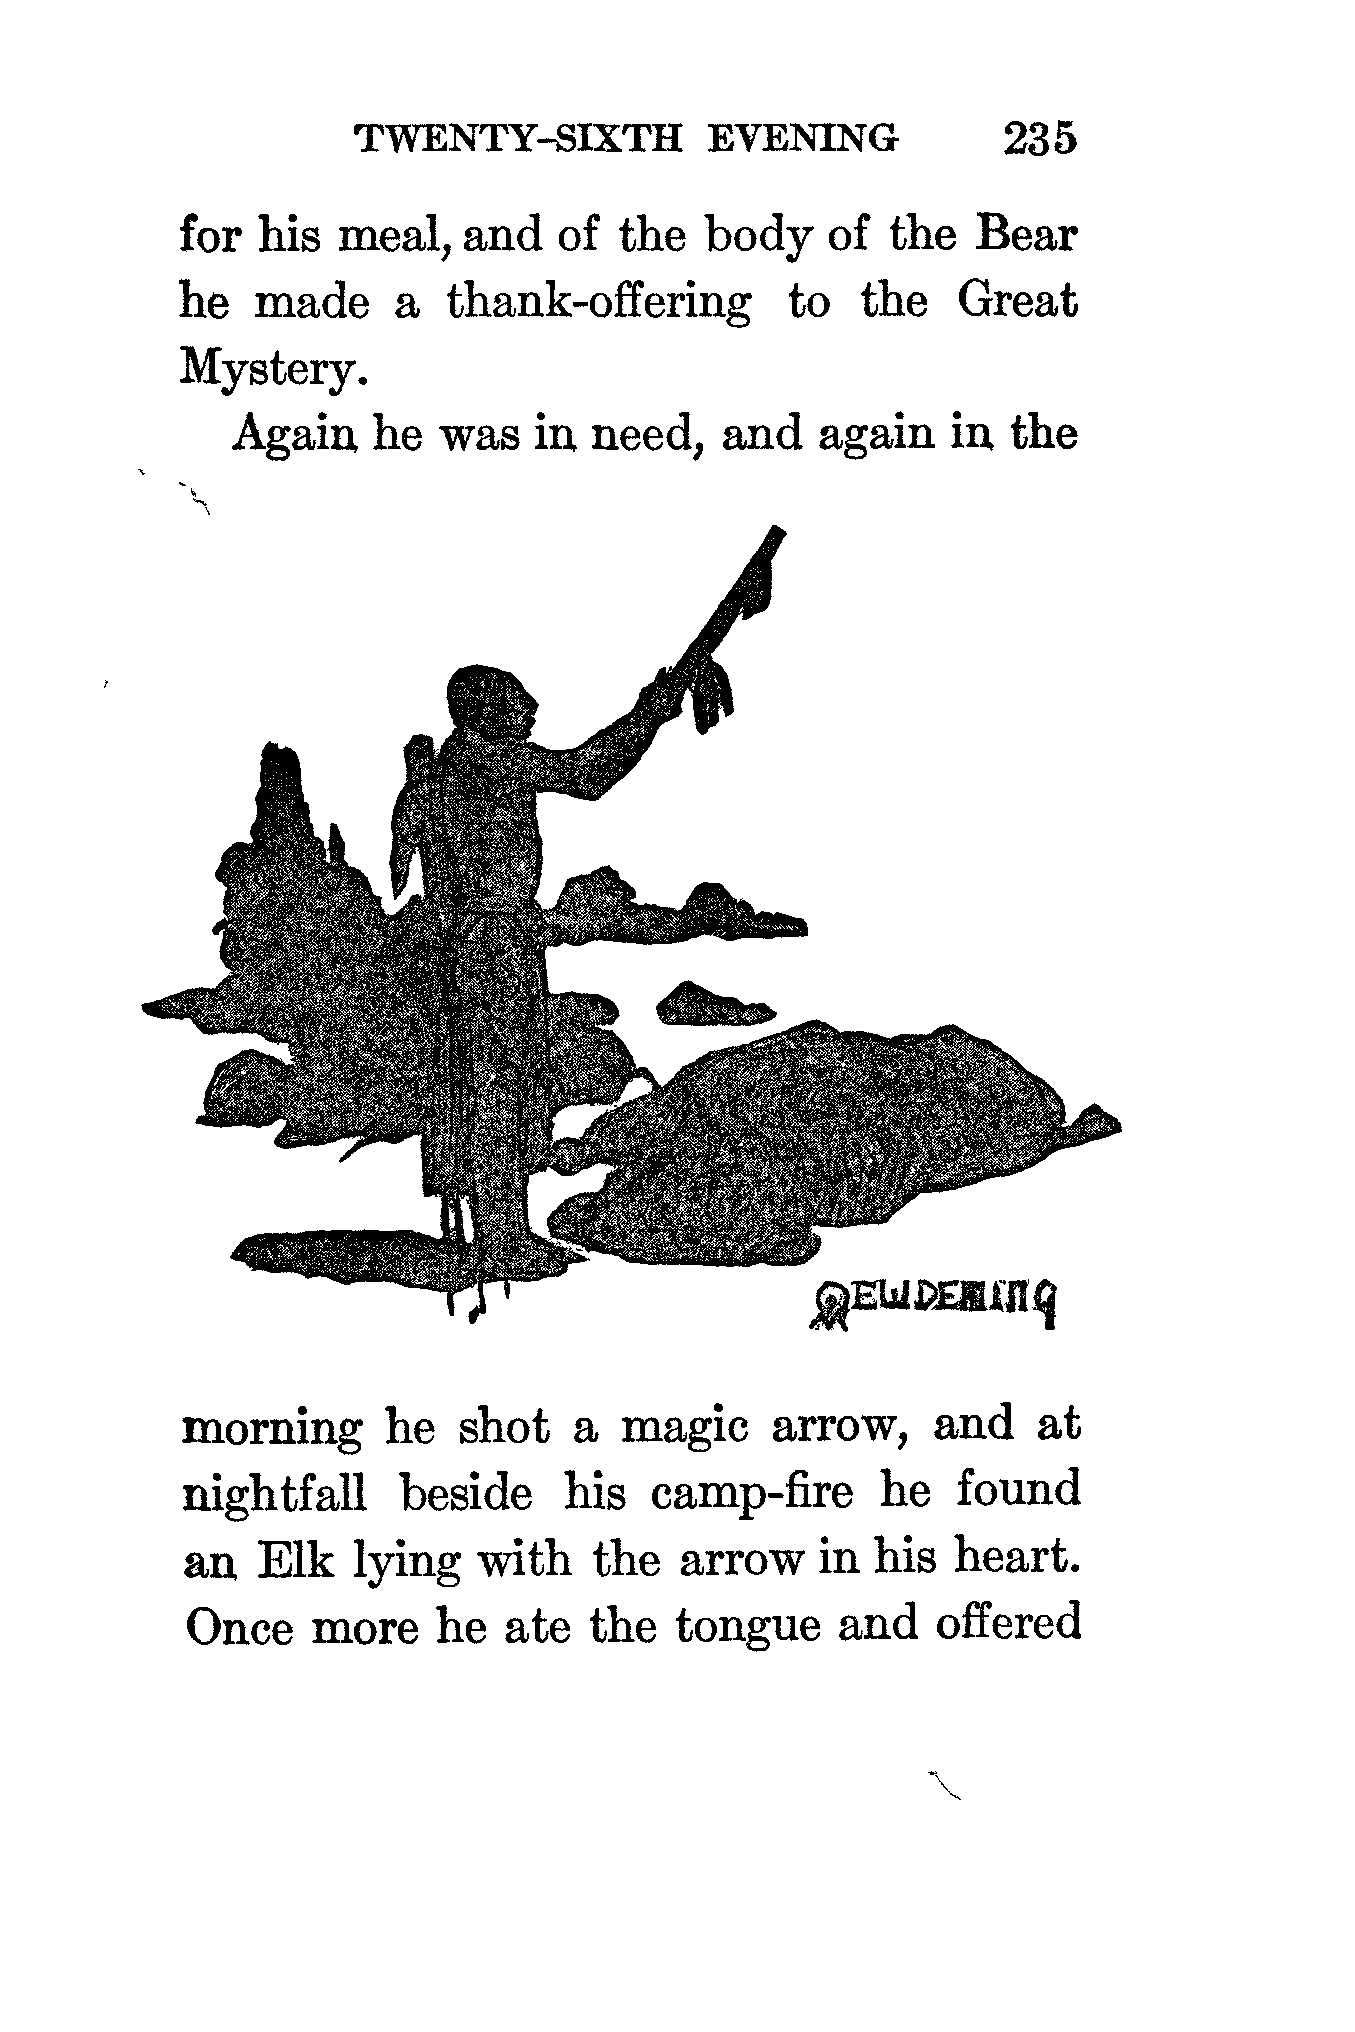 TWENTY-SIXTH EVENING 235
for his meal, and of the body of the Bear
he made a thank-offering to the Great
Mystery.
Again he was in need, and again in the
EWDEMING
morning he shot a magic arrow, and at
nightfall beside his camp-fire he found
an Elk lying with the arrow in his heart.
Once more he ate the tongue and offered